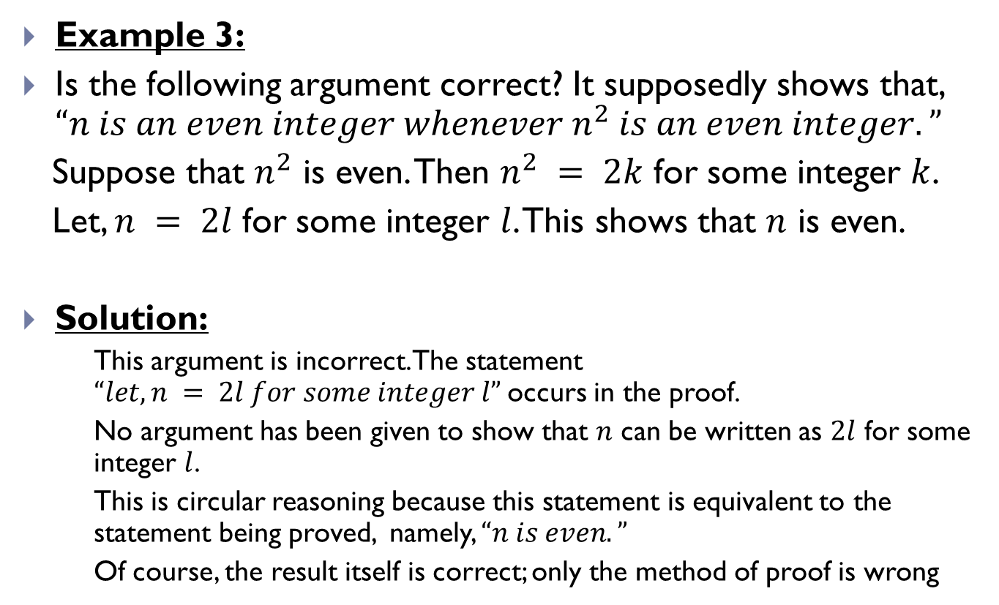 Example 3:
Is the following argument correct? It supposedly shows that,
“n is an even integer whenever n² is an even integer.”
Suppose that n² is even. Then n² = 2k for some integer k.
Let, n = 2l for some integer l. This shows that n is even.
Solution:
This argument is incorrect. The statement
“let, n = 2l for some integer l” occurs in the proof.
No argument has been given to show that n can be written as 2l for some
integer l.
This is circular reasoning because this statement is equivalent to the
statement being proved, namely, “n is even.”
Of course, the result itself is correct; only the method of proof is wrong